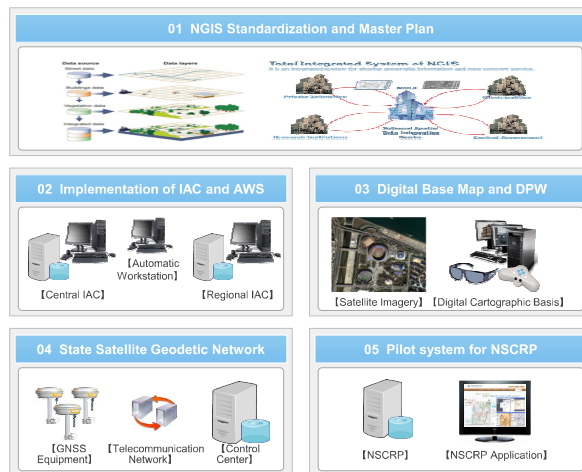 01 NGIS Standardization and Master Plan
Data source
Data layers
Street data
Buildings data
Vegetation data
Integrated data
Total Integrated System of NGIS
Private
National Spatial
Data Integration
Center
Research Institutions
Central Government
02 Implementation of IAC and AWS
【Central IAC】
【Automatic
Workstation】
【Regional IAC】
03 Digital Base Map and DPW
【Satellite Imagery】
【Digital Cartographic Basis】
04 State Satellite Geodetic Network
【GNSS
Equipment】
【Telecommunication
Network】
【Control
Center】
05 Pilot system for NSCRP
【NSCRP】
【NSCRP Application】